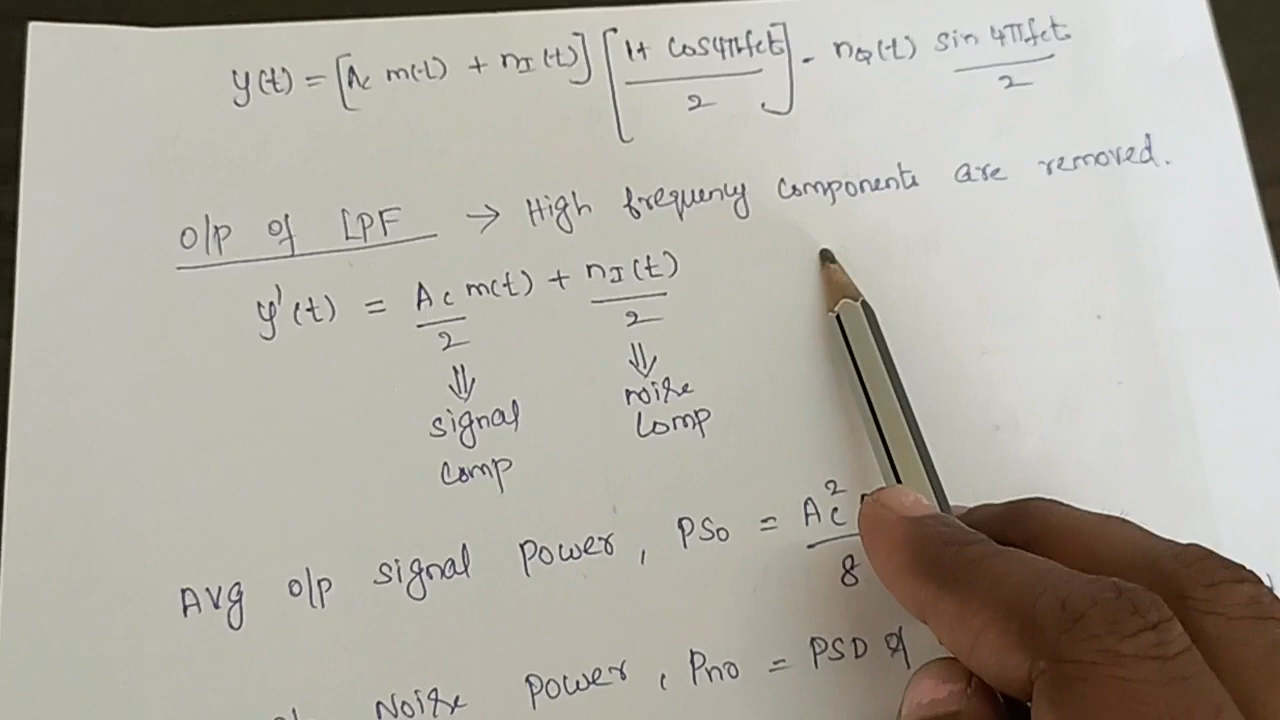 y(t) = [Ac m(t) + nI(t)] [1+ cos4πfct / 2] - nQ(t) sin 4πfct / 2
O/P of LPF → High frequency components are removed.
y'(t) = Ac/2 m(t) + nI(t)/2
⇓ ⇓
signal comp noise comp
Avg o/p signal power, PSo = Ac²/8
Noise power, Pno = PSD of